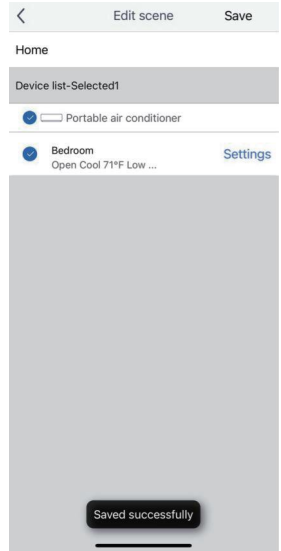 Edit scene Save
Home
Device list-Selected1
Portable air conditioner
Bedroom
Settings
Open Cool 71°F Low ...
Saved successfully